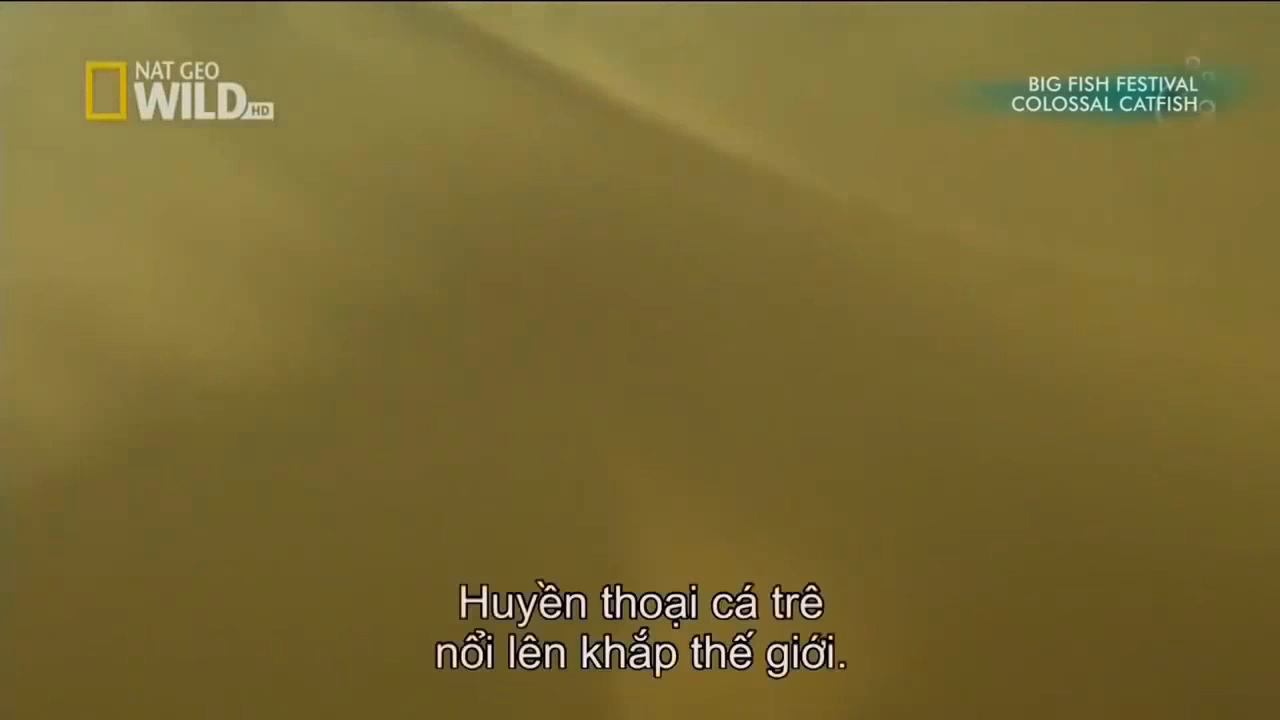 NAT GEO
WILD HD
BIG FISH FESTIVAL
COLOSSAL CATFISH
Huyền thoại cá trê
nổi lên khắp thế giới.